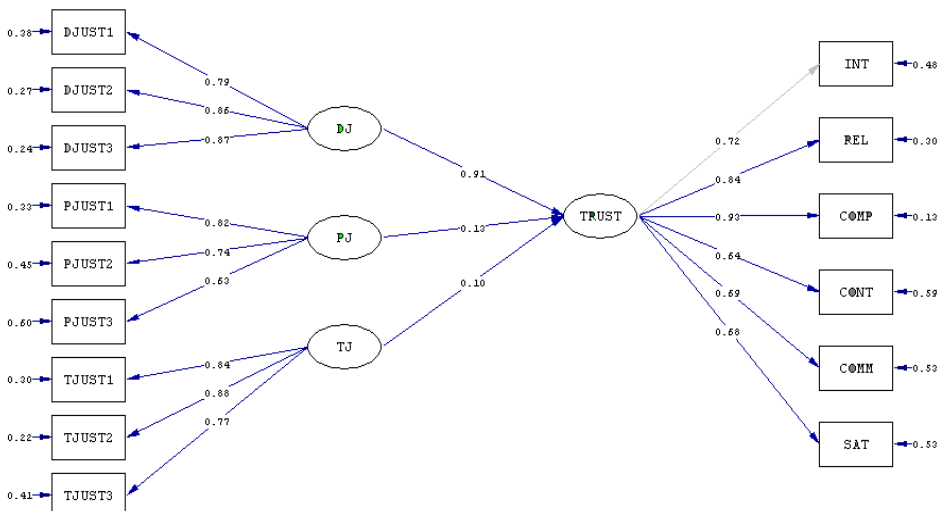 0.38 DJUST1
0.27 DJUST2
0.24 DJUST3
0.33 PJUST1
0.45 PJUST2
0.60 PJUST3
0.30 TJUST1
0.22 TJUST2
0.41 TJUST3
0.79
0.86
0.87
0.82
0.74
0.63
0.84
0.88
0.77
DJ
PJ
TJ
0.91
0.13
0.10
TRUST
0.72
0.84
0.93
0.64
0.69
0.68
INT 0.48
REL 0.30
COMP 0.13
CONT 0.59
COMM 0.53
SAT 0.53